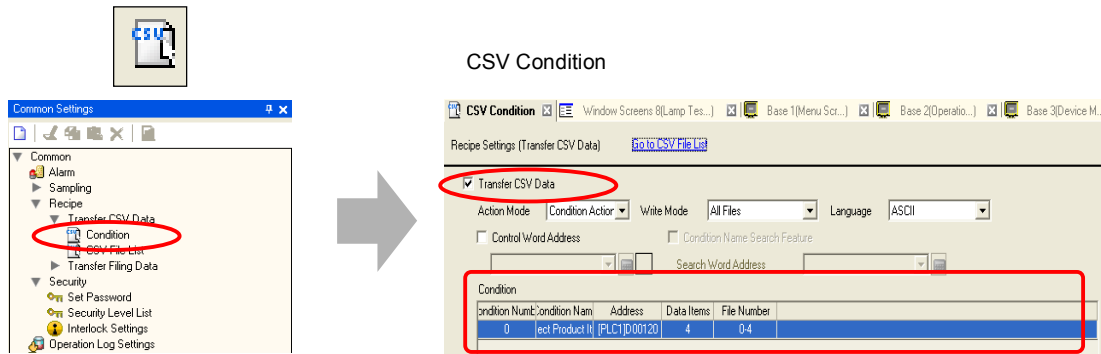 CSV
CSV Condition
Common Settings
Common
Alarm
Sampling
Recipe
Transfer CSV Data
Condition
CSV File List
Transfer Filing Data
Security
Set Password
Security Level List
Interlock Settings
Operation Log Settings
CSV Condition Window Screens 8(Lamp Tes...) Base 1(Menu Scr...) Base 2(Operatio...) Base 3(Device M...
Recipe Settings (Transfer CSV Data) Go to CSV File List
Transfer CSV Data
Action Mode Condition Action Write Mode All Files Language ASCII
Control Word Address Condition Name Search Feature
Search Word Address
Condition
ondition Numb Condition Nam Address Data Items File Number
0 ect Product It [PLC1]D00120 4 0-4